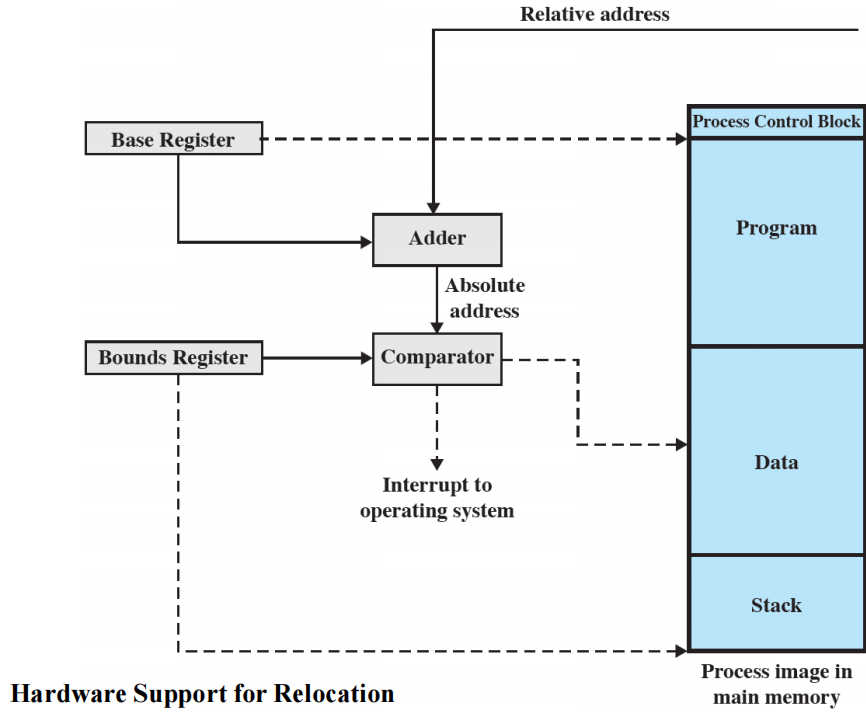 Relative address
Process Control Block
Base Register
Program
Adder
Absolute
address
Bounds Register
Comparator
Data
Interrupt to
operating system
Stack
Process image in
main memory
Hardware Support for Relocation